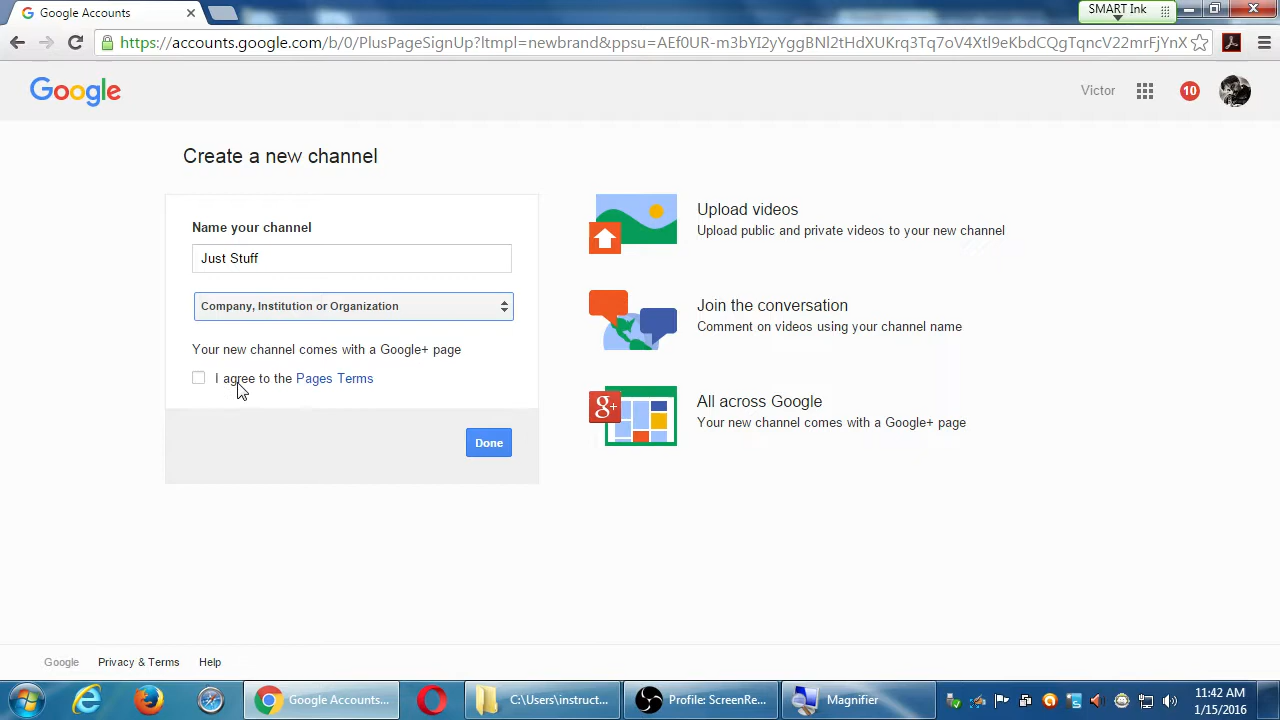 Google Accounts
SMART Ink
https://accounts.google.com/b/0/PlusPageSignUp?ltmpl=newbrand&ppsu=AEf0UR-m3bYI2yYggBNl2tHdXUKrq3Tq7oV4Xtl9eKbdCQgTqncV22mrFjYnX
Google
Victor
10
Create a new channel
Name your channel
Just Stuff
Company, Institution or Organization
Your new channel comes with a Google+ page
I agree to the Pages Terms
Done
Upload videos
Upload public and private videos to your new channel
Join the conversation
Comment on videos using your channel name
g+
All across Google
Your new channel comes with a Google+ page
Google
Privacy & Terms
Help
Google Accounts...
C:\Users\instruct...
Profile: ScreenRe...
Magnifier
11:42 AM
1/15/2016